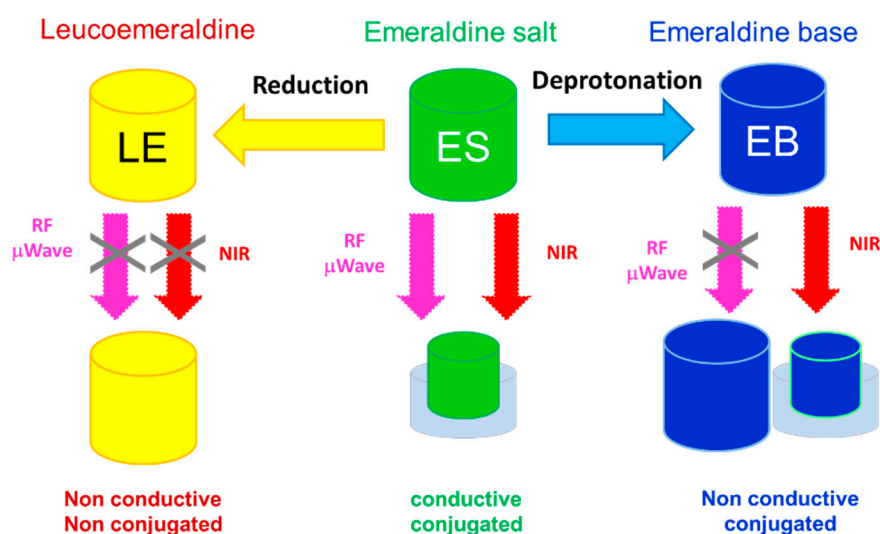 Leucoemeraldine
Emeraldine salt
Emeraldine base
Reduction
Deprotonation
LE
ES
EB
RF
μWave
NIR
RF
μWave
NIR
RF
μWave
NIR
Non conductive
Non conjugated
conductive
conjugated
Non conductive
conjugated